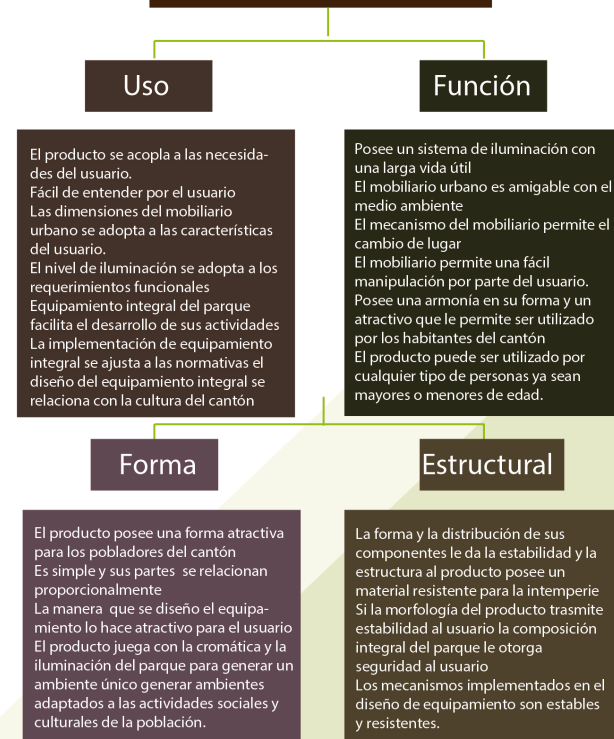 Uso
El producto se acopla a las necesida-
des del usuario.
Fácil de entender por el usuario
Las dimensiones del mobiliario
urbano se adopta a las características
del usuario.
El nivel de iluminación se adopta a los
requerimientos funcionales
Equipamiento integral del parque
facilita el desarrollo de sus actividades
La implementación de equipamiento
integral se ajusta a las normativas el
diseño del equipamiento integral se
relaciona con la cultura del cantón
Función
Posee un sistema de iluminación con
una larga vida útil
El mobiliario urbano es amigable con el
medio ambiente
El mecanismo del mobiliario permite el
cambio de lugar
El mobiliario permite una fácil
manipulación por parte del usuario.
Posee una armonía en su forma y un
atractivo que le permite ser utilizado
por los habitantes del cantón
El producto puede ser utilizado por
cualquier tipo de personas ya sean
mayores o menores de edad.
Forma
El producto posee una forma atractiva
para los pobladores del cantón
Es simple y sus partes se relacionan
proporcionalmente
La manera que se diseño el equipa-
miento lo hace atractivo para el usuario
El producto juega con la cromática y la
iluminación del parque para generar un
ambiente único generar ambientes
adaptados a las actividades sociales y
culturales de la población.
Estructural
La forma y la distribución de sus
componentes le da la estabilidad y la
estructura al producto posee un
material resistente para la intemperie
Si la morfología del producto trasmite
estabilidad al usuario la composición
integral del parque le otorga
seguridad al usuario
Los mecanismos implementados en el
diseño de equipamiento son estables
y resistentes.